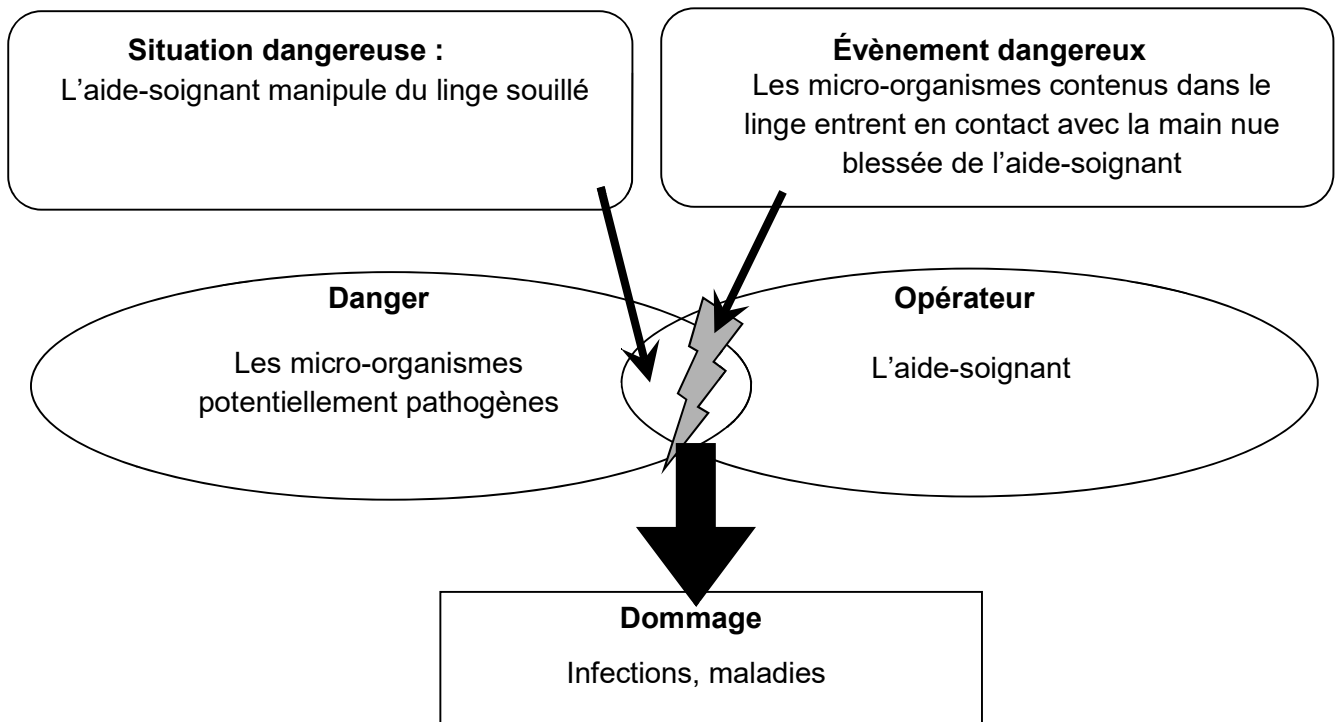 Situation dangereuse :
L’aide-soignant manipule du linge souillé
Évènement dangereux
Les micro-organismes contenus dans le
linge entrent en contact avec la main nue
blessée de l’aide-soignant
Danger
Les micro-organismes
potentiellement pathogènes
Opérateur
L’aide-soignant
Dommage
Infections, maladies